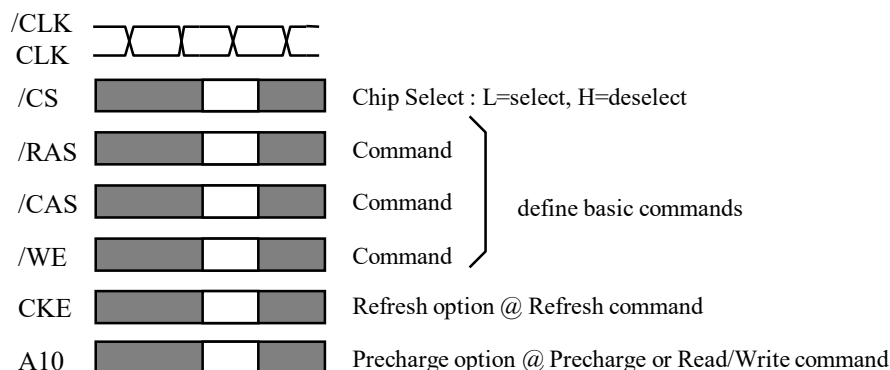 /CLK
CLK
/CS Chip Select : L=select, H=deselect
/RAS Command
/CAS Command define basic commands
/WE Command
CKE Refresh option @ Refresh command
A10 Precharge option @ Precharge or Read/Write command